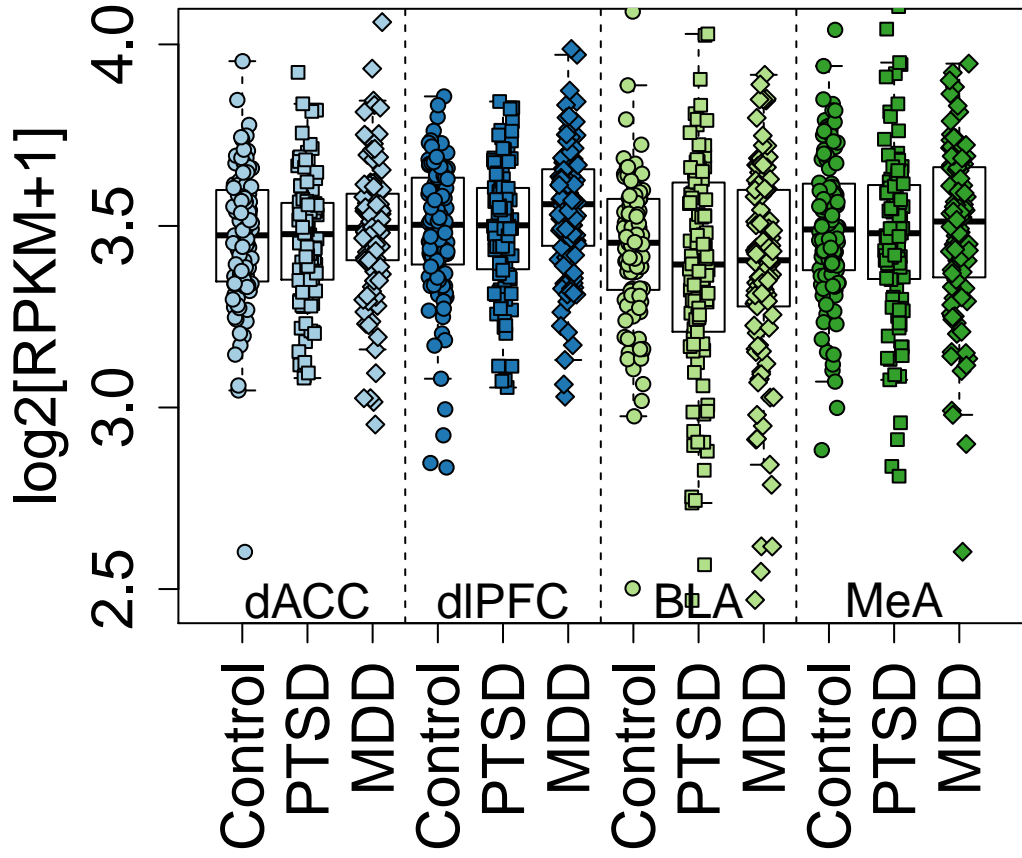 log2[RPKM+1]
4.0
3.5
3.0
2.5
dACC
dlPFC
BLA
MeA
Control
PTSD
MDD
Control
PTSD
MDD
Control
PTSD
MDD
Control
PTSD
MDD